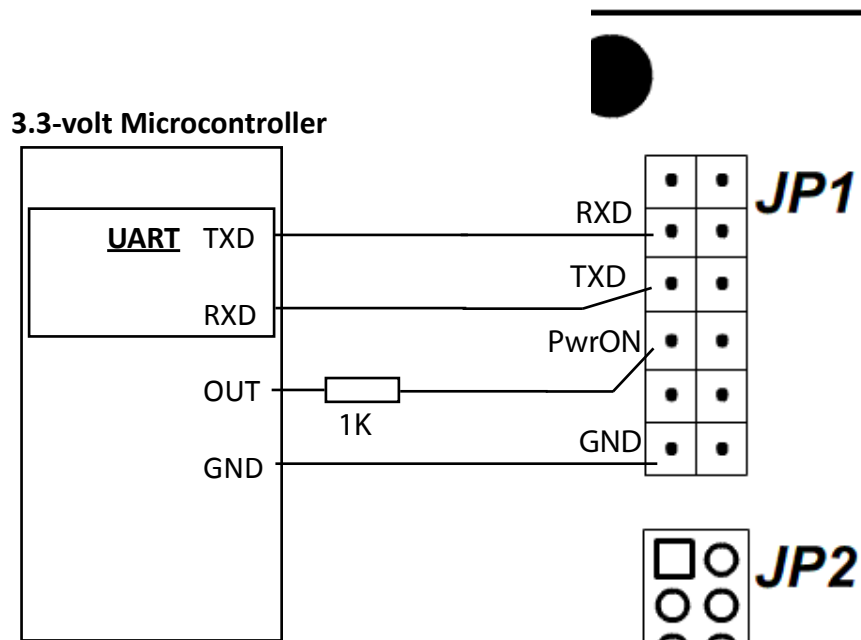 3.3-volt Microcontroller
JP1
RXD
UART TXD
TXD
RXD
PwrON
OUT
1K
GND
GND
JP2